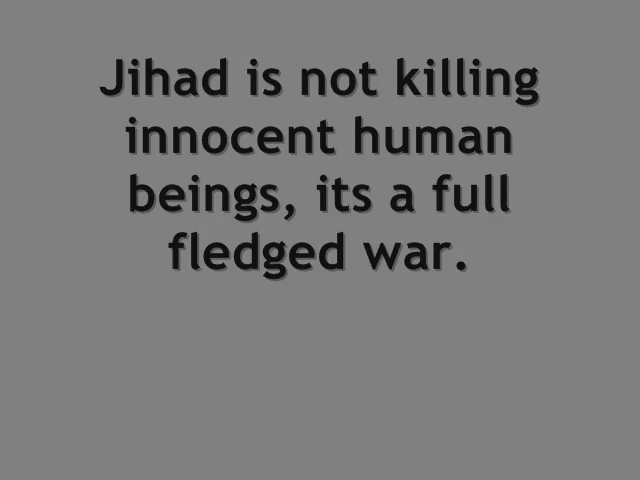 Jihad is not killing
innocent human
beings, its a full
fledged war.